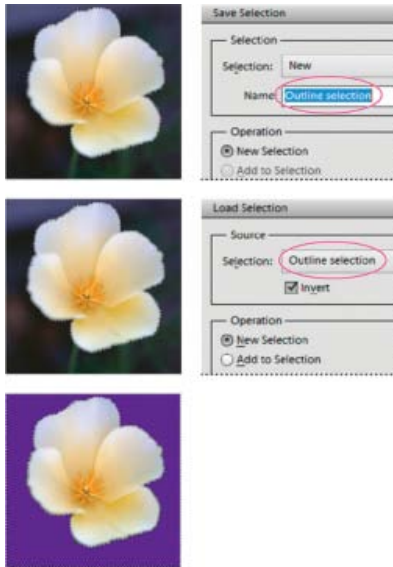 Save Selection
Selection
Selection: New
Name: Outline selection
Operation
New Selection
Add to Selection
Load Selection
Source
Selection: Outline selection
Invert
Operation
New Selection
Add to Selection